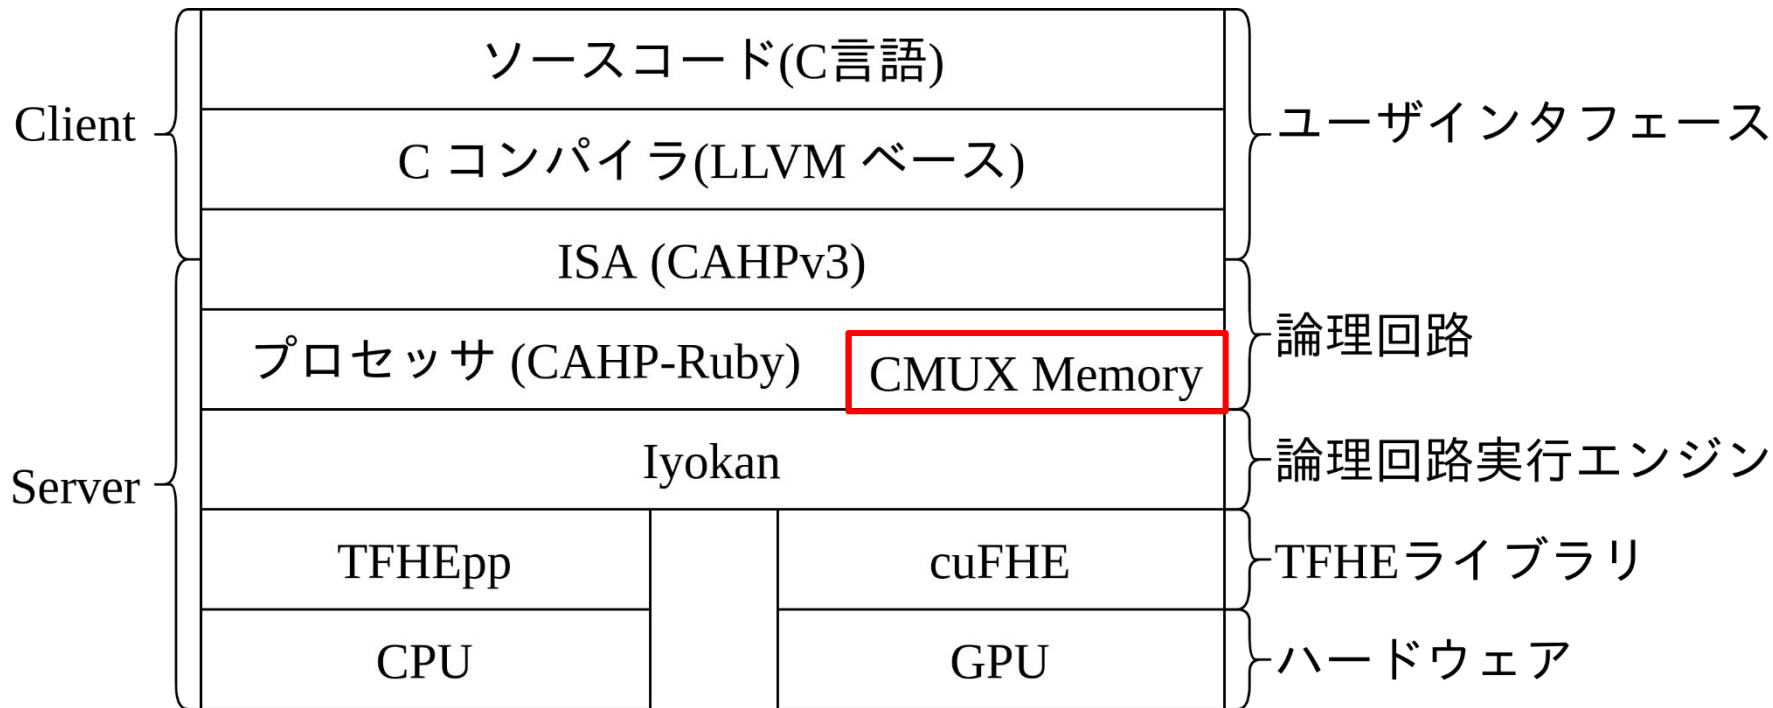 Client
Server
ソースコード(C言語)
C コンパイラ(LLVM ベース)
ISA (CAHPv3)
プロセッサ (CAHP-Ruby)
CMUX Memory
Iyokan
TFHEpp
cuFHE
CPU
GPU
ユーザインタフェース
論理回路
論理回路実行エンジン
TFHEライブラリ
ハードウェア